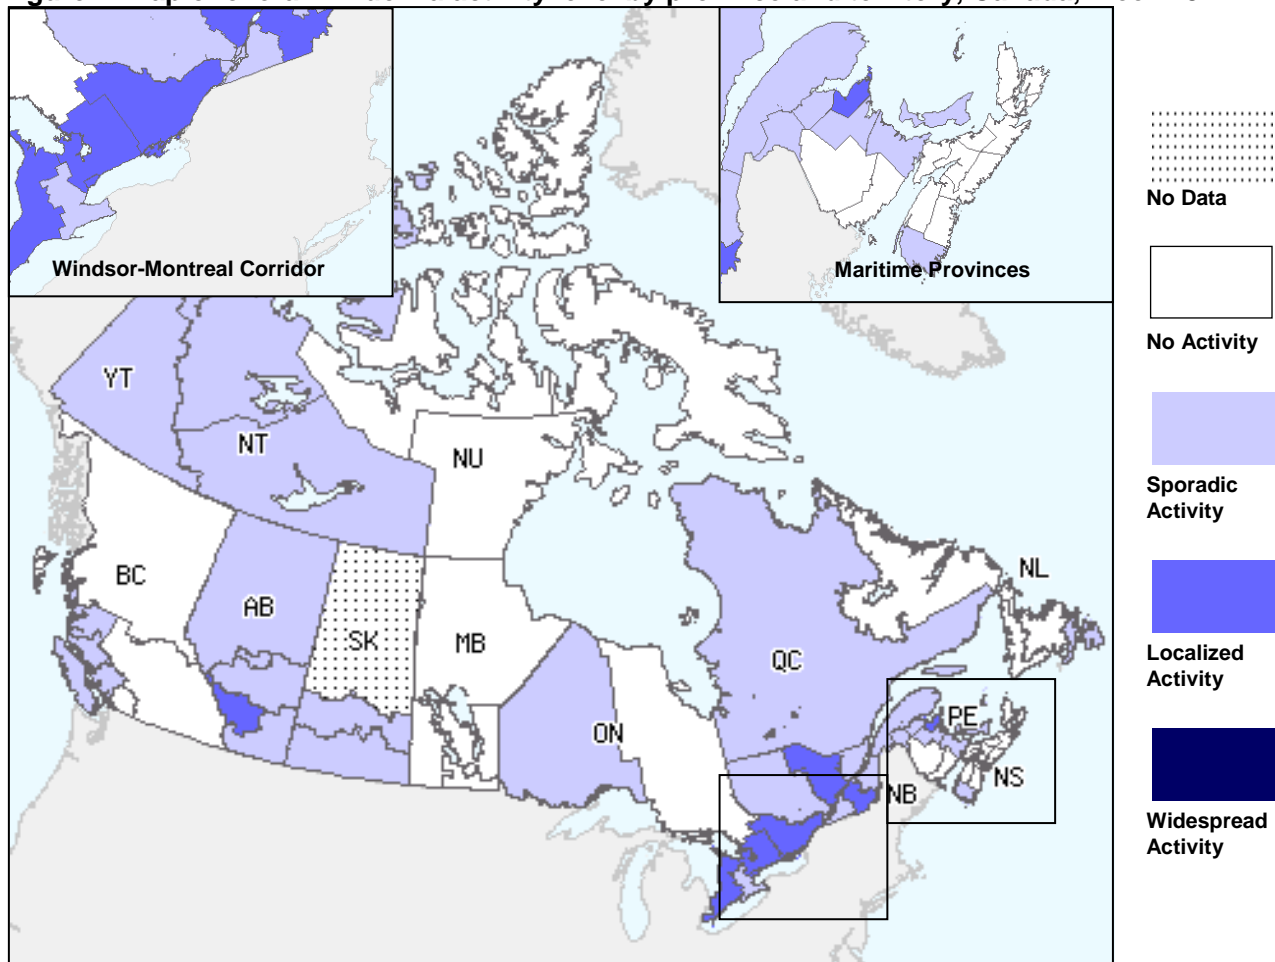 Windsor-Montreal Corridor
Maritime Provinces
No Data
No Activity
Sporadic
Activity
Localized
Activity
Widespread
Activity
YT
NT
NU
BC
AB
SK
MB
ON
QC
NL
PE
NB
NS